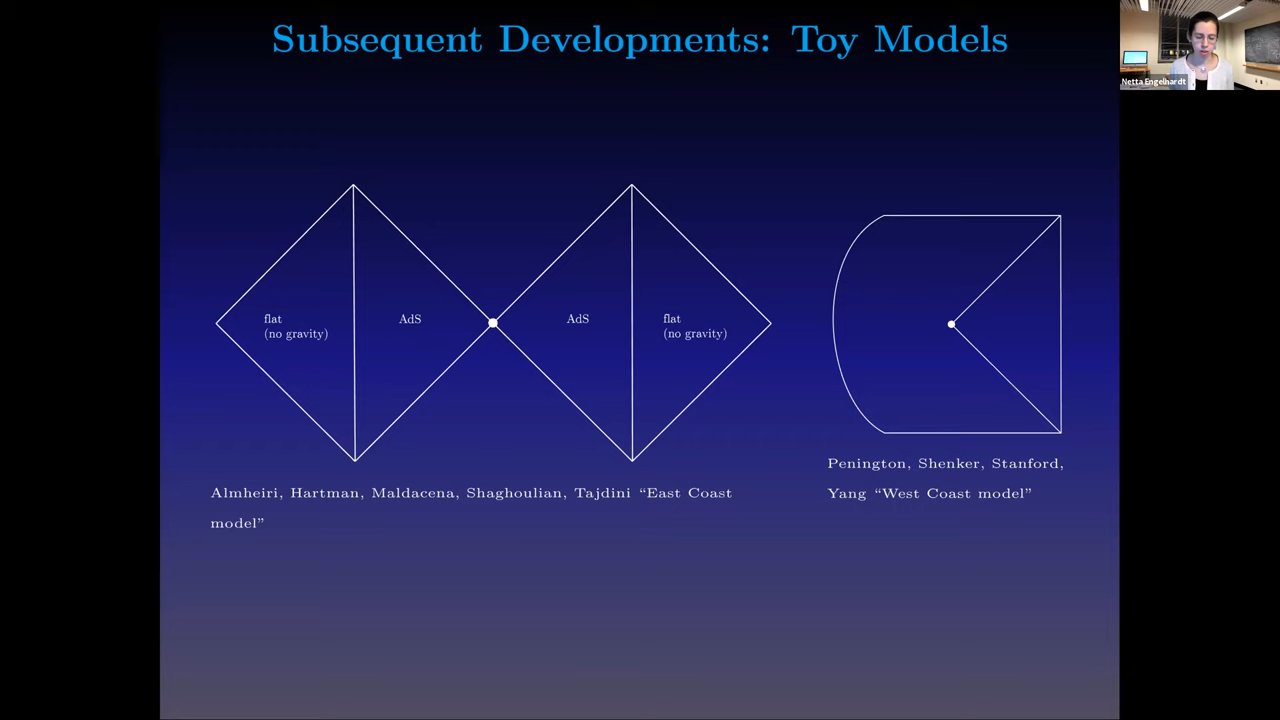 Subsequent Developments: Toy Models
Netta Engelhardt
flat
(no gravity)
AdS
AdS
flat
(no gravity)
Almheiri, Hartman, Maldacena, Shaghoulian, Tajdini “East Coast
model”
Penington, Shenker, Stanford,
Yang “West Coast model”